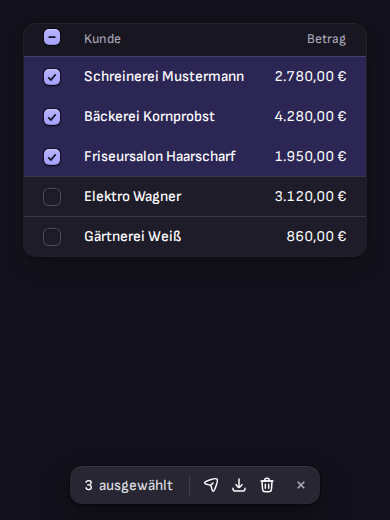 Kunde Betrag
Schreinerei Mustermann 2.780,00 €
Bäckerei Kornprobst 4.280,00 €
Friseursalon Haarscharf 1.950,00 €
Elektro Wagner 3.120,00 €
Gärtnerei Weiß 860,00 €
3 ausgewählt